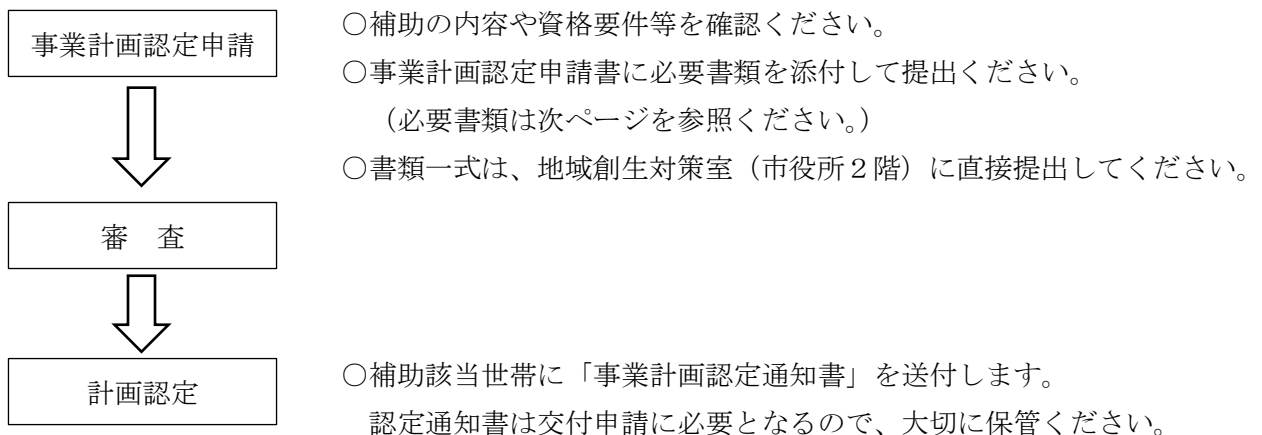 事業計画認定申請
○補助の内容や資格要件等を確認ください。
○事業計画認定申請書に必要書類を添付して提出ください。
（必要書類は次ページを参照ください。）
○書類一式は、地域創生対策室（市役所２階）に直接提出してください。
審　査
計画認定
○補助該当世帯に「事業計画認定通知書」を送付します。
認定通知書は交付申請に必要となるので、大切に保管ください。